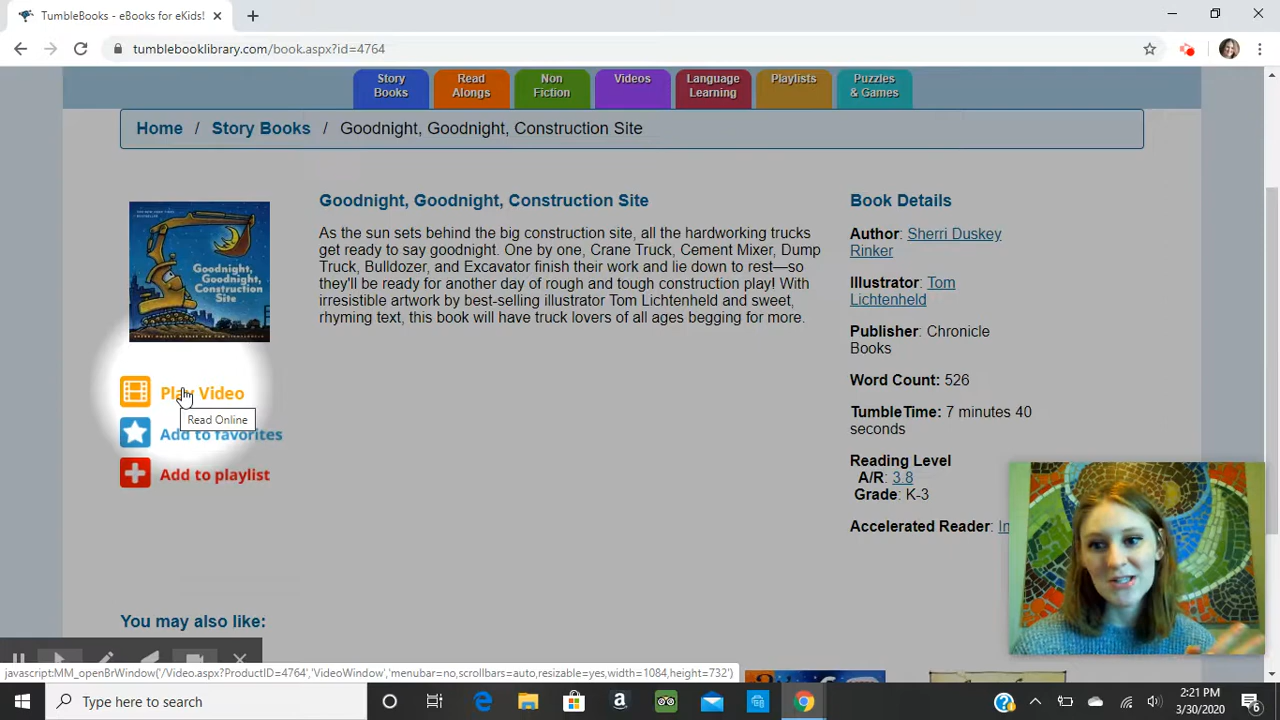 TumbleBooks - eBooks for eKids!
tumblebooklibrary.com/book.aspx?id=4764
Story Books
Read Alongs
Non Fiction
Videos
Language Learning
Playlists
Puzzles & Games
Home / Story Books / Goodnight, Goodnight, Construction Site
Goodnight, Goodnight, Construction Site
Goodnight, Goodnight, Construction Site
As the sun sets behind the big construction site, all the hardworking trucks
get ready to say goodnight. One by one, Crane Truck, Cement Mixer, Dump
Truck, Bulldozer, and Excavator finish their work and lie down to rest—so
they'll be ready for another day of rough and tough construction play! With
irresistible artwork by best-selling illustrator Tom Lichtenheld and sweet,
rhyming text, this book will have truck lovers of all ages begging for more.
Book Details
Author: Sherri Duskey
Rinker
Illustrator: Tom
Lichtenheld
Publisher: Chronicle
Books
Word Count: 526
TumbleTime: 7 minutes 40
seconds
Reading Level
A/R: 3.8
Grade: K-3
Accelerated Reader: In
Play Video
Read Online
Add to favorites
Add to playlist
You may also like:
javascript:MM_openBrWindow('/Video.aspx?ProductID=4764','VideoWindow','menubar=no,scrollbars=auto,resizable=yes,width=1084,height=732')
Type here to search
2:21 PM
3/30/2020
6